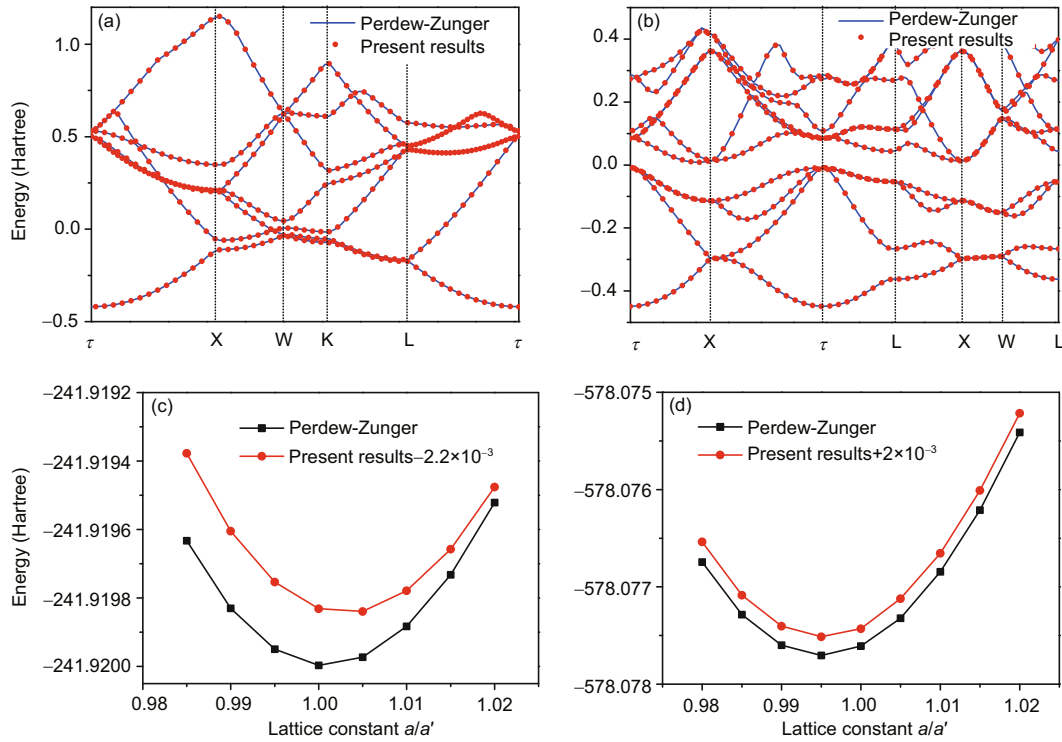 (a)
Perdew-Zunger
Present results
1.0
0.5
0.0
−0.5
Energy (Hartree)
τ X W K L τ
(b)
Perdew-Zunger
Present results
0.4
0.2
0.0
−0.2
−0.4
τ X τ L X W L
(c)
Perdew-Zunger
Present results−2.2×10⁻³
−241.9192
−241.9194
−241.9196
−241.9198
−241.9200
Energy (Hartree)
0.98 0.99 1.00 1.01 1.02
Lattice constant a/a′
(d)
Perdew-Zunger
Present results+2×10⁻³
−578.075
−578.076
−578.077
−578.078
0.98 0.99 1.00 1.01 1.02
Lattice constant a/a′